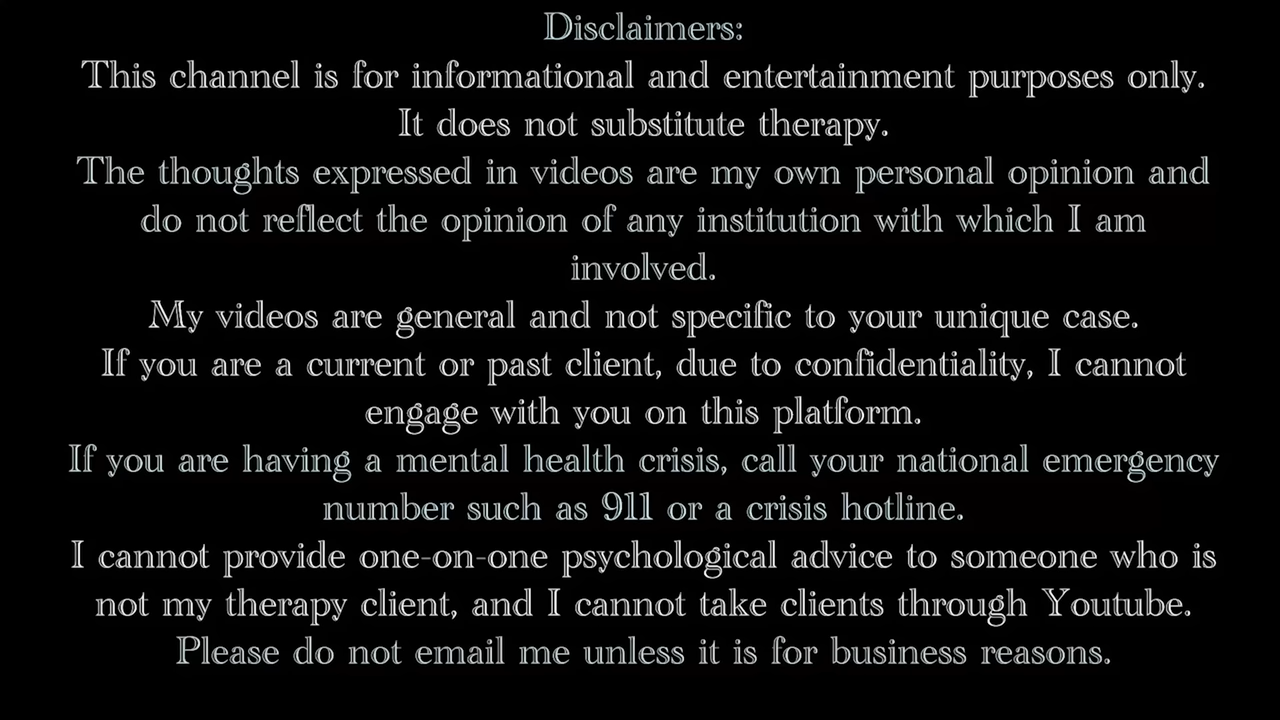 Disclaimers:
This channel is for informational and entertainment purposes only.
It does not substitute therapy.
The thoughts expressed in videos are my own personal opinion and
do not reflect the opinion of any institution with which I am
involved.
My videos are general and not specific to your unique case.
If you are a current or past client, due to confidentiality, I cannot
engage with you on this platform.
If you are having a mental health crisis, call your national emergency
number such as 911 or a crisis hotline.
I cannot provide one-on-one psychological advice to someone who is
not my therapy client, and I cannot take clients through Youtube.
Please do not email me unless it is for business reasons.